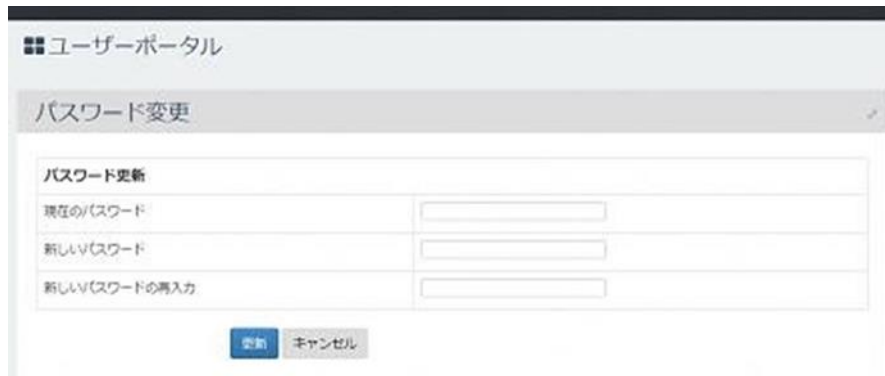 ユーザーポータル
パスワード変更
パスワード更新
現在のパスワード
新しいパスワード
新しいパスワードの再入力
更新 キャンセル